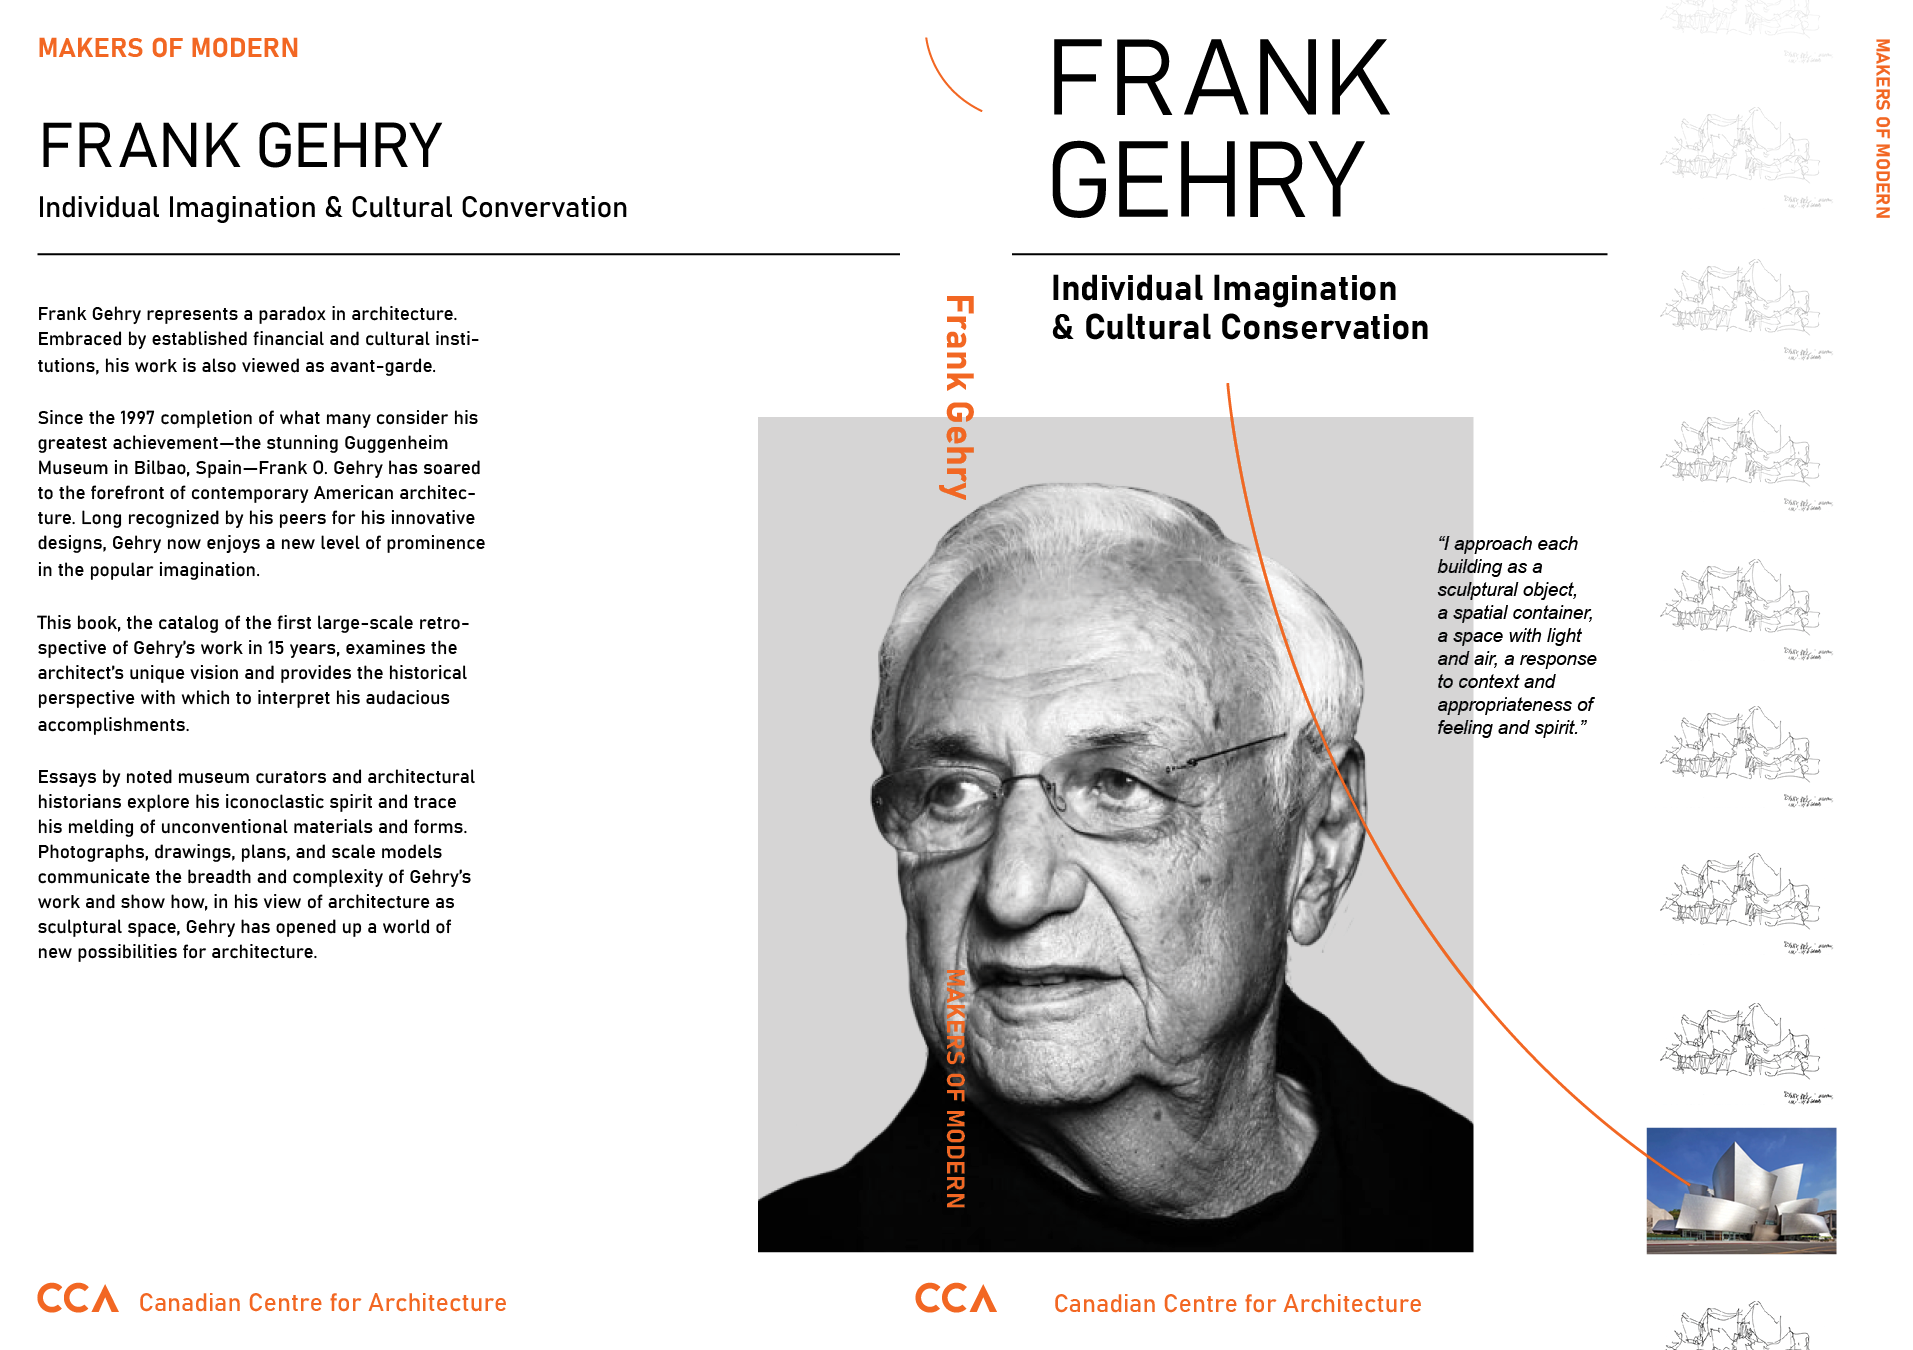 MAKERS OF MODERN
FRANK GEHRY
Individual Imagination & Cultural Convervation
Frank Gehry represents a paradox in architecture.
Embraced by established financial and cultural insti-
tutions, his work is also viewed as avant-garde.
Since the 1997 completion of what many consider his
greatest achievement—the stunning Guggenheim
Museum in Bilbao, Spain—Frank O. Gehry has soared
to the forefront of contemporary American architec-
ture. Long recognized by his peers for his innovative
designs, Gehry now enjoys a new level of prominence
in the popular imagination.
This book, the catalog of the first large-scale retro-
spective of Gehry’s work in 15 years, examines the
architect’s unique vision and provides the historical
perspective with which to interpret his audacious
accomplishments.
Essays by noted museum curators and architectural
historians explore his iconoclastic spirit and trace
his melding of unconventional materials and forms.
Photographs, drawings, plans, and scale models
communicate the breadth and complexity of Gehry’s
work and show how, in his view of architecture as
sculptural space, Gehry has opened up a world of
new possibilities for architecture.
CCA Canadian Centre for Architecture
Frank Gehry
MAKERS OF MODERN
CCA
FRANK
GEHRY
Individual Imagination
& Cultural Conservation
“I approach each
building as a
sculptural object,
a spatial container,
a space with light
and air, a response
to context and
appropriateness of
feeling and spirit.”
Canadian Centre for Architecture
MAKERS OF MODERN